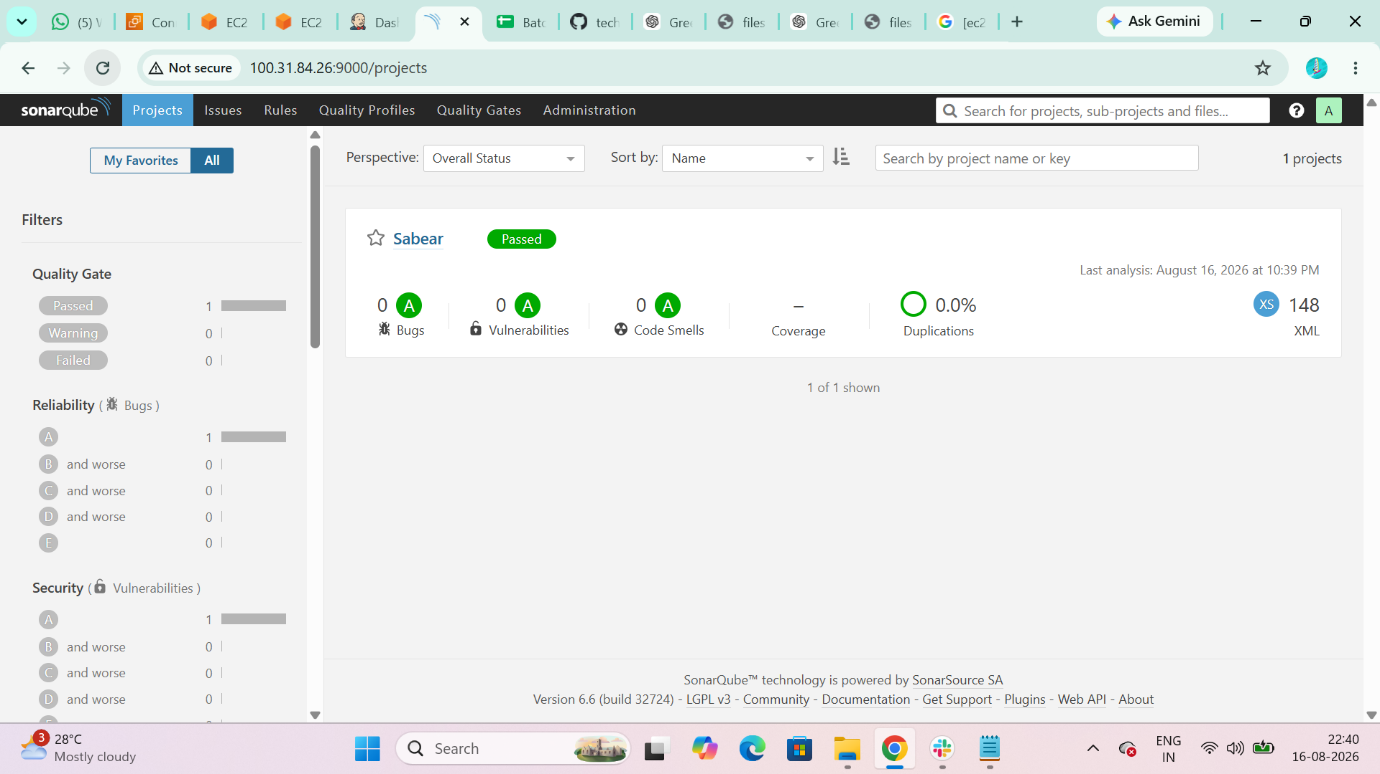 (5) W
Con
EC2
EC2
Das
Bato
tech
Gre
files
Gre
files
[ec2
Ask Gemini
Not secure
100.31.84.26:9000/projects
sonarqube
Projects
Issues
Rules
Quality Profiles
Quality Gates
Administration
Search for projects, sub-projects and files...
A
My Favorites
All
Perspective:
Overall Status
Sort by:
Name
Search by project name or key
1 projects
Filters
Quality Gate
Passed 1
Warning 0
Failed 0
Reliability ( Bugs )
A 1
B and worse 0
C and worse 0
D and worse 0
E 0
Security ( Vulnerabilities )
A 1
B and worse 0
C and worse 0
D and worse 0
Sabear
Passed
Last analysis: August 16, 2026 at 10:39 PM
0 A
Bugs
0 A
Vulnerabilities
0 A
Code Smells
–
Coverage
0.0%
Duplications
XS 148
XML
1 of 1 shown
SonarQube™ technology is powered by SonarSource SA
Version 6.6 (build 32724) - LGPL v3 - Community - Documentation - Get Support - Plugins - Web API - About
3
28°C
Mostly cloudy
Search
ENG
IN
22:40
16-08-2026